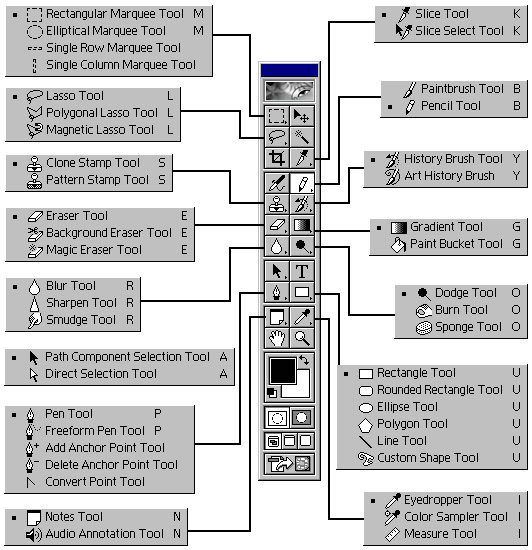 Rectangular Marquee Tool M
Elliptical Marquee Tool M
Single Row Marquee Tool
Single Column Marquee Tool
Lasso Tool L
Polygonal Lasso Tool L
Magnetic Lasso Tool L
Clone Stamp Tool S
Pattern Stamp Tool S
Eraser Tool E
Background Eraser Tool E
Magic Eraser Tool E
Blur Tool R
Sharpen Tool R
Smudge Tool R
Path Component Selection Tool A
Direct Selection Tool A
Pen Tool P
Freeform Pen Tool P
Add Anchor Point Tool
Delete Anchor Point Tool
Convert Point Tool
Notes Tool N
Audio Annotation Tool N
T
Slice Tool K
Slice Select Tool K
Paintbrush Tool B
Pencil Tool B
History Brush Tool Y
Art History Brush Y
Gradient Tool G
Paint Bucket Tool G
Dodge Tool O
Burn Tool O
Sponge Tool O
Rectangle Tool U
Rounded Rectangle Tool U
Ellipse Tool U
Polygon Tool U
Line Tool U
Custom Shape Tool U
Eyedropper Tool I
Color Sampler Tool I
Measure Tool I